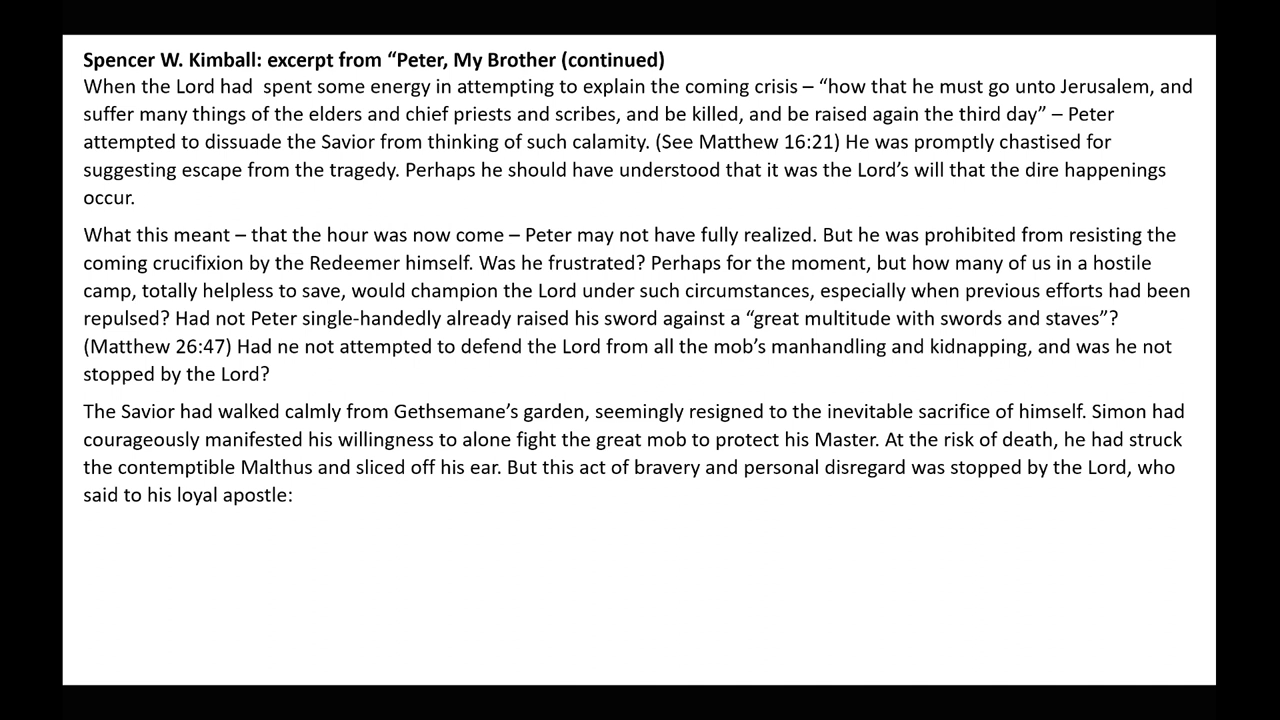 Spencer W. Kimball: excerpt from “Peter, My Brother (continued)
When the Lord had  spent some energy in attempting to explain the coming crisis – “how that he must go unto Jerusalem, and
suffer many things of the elders and chief priests and scribes, and be killed, and be raised again the third day” – Peter
attempted to dissuade the Savior from thinking of such calamity. (See Matthew 16:21) He was promptly chastised for
suggesting escape from the tragedy. Perhaps he should have understood that it was the Lord’s will that the dire happenings
occur.
What this meant – that the hour was now come – Peter may not have fully realized. But he was prohibited from resisting the
coming crucifixion by the Redeemer himself. Was he frustrated? Perhaps for the moment, but how many of us in a hostile
camp, totally helpless to save, would champion the Lord under such circumstances, especially when previous efforts had been
repulsed? Had not Peter single-handedly already raised his sword against a “great multitude with swords and staves”?
(Matthew 26:47) Had ne not attempted to defend the Lord from all the mob’s manhandling and kidnapping, and was he not
stopped by the Lord?
The Savior had walked calmly from Gethsemane’s garden, seemingly resigned to the inevitable sacrifice of himself. Simon had
courageously manifested his willingness to alone fight the great mob to protect his Master. At the risk of death, he had struck
the contemptible Malthus and sliced off his ear. But this act of bravery and personal disregard was stopped by the Lord, who
said to his loyal apostle: